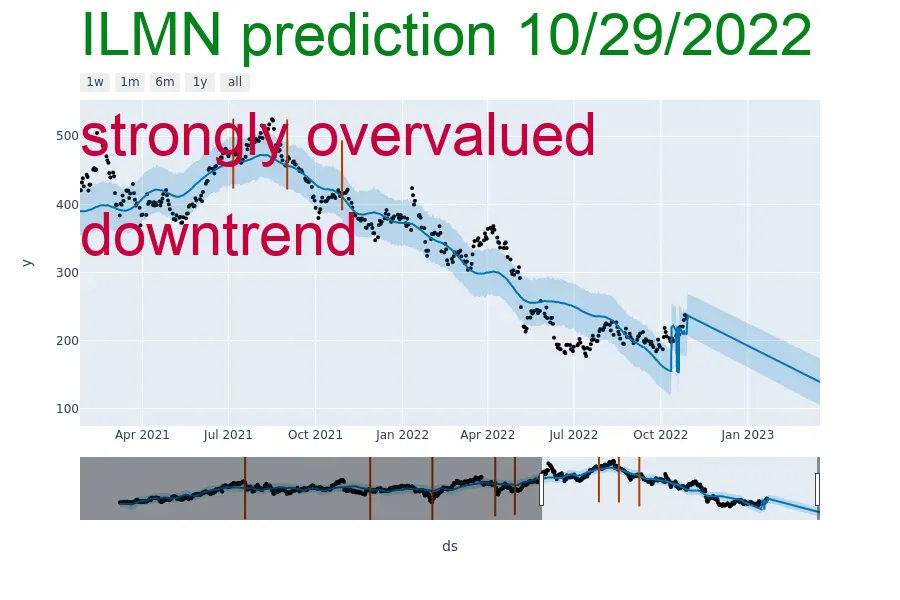 ILMN prediction 10/29/2022
1w 1m 6m 1y all
strongly overvalued
downtrend
500
400
300
200
100
y
Apr 2021 Jul 2021 Oct 2021 Jan 2022 Apr 2022 Jul 2022 Oct 2022 Jan 2023
ds